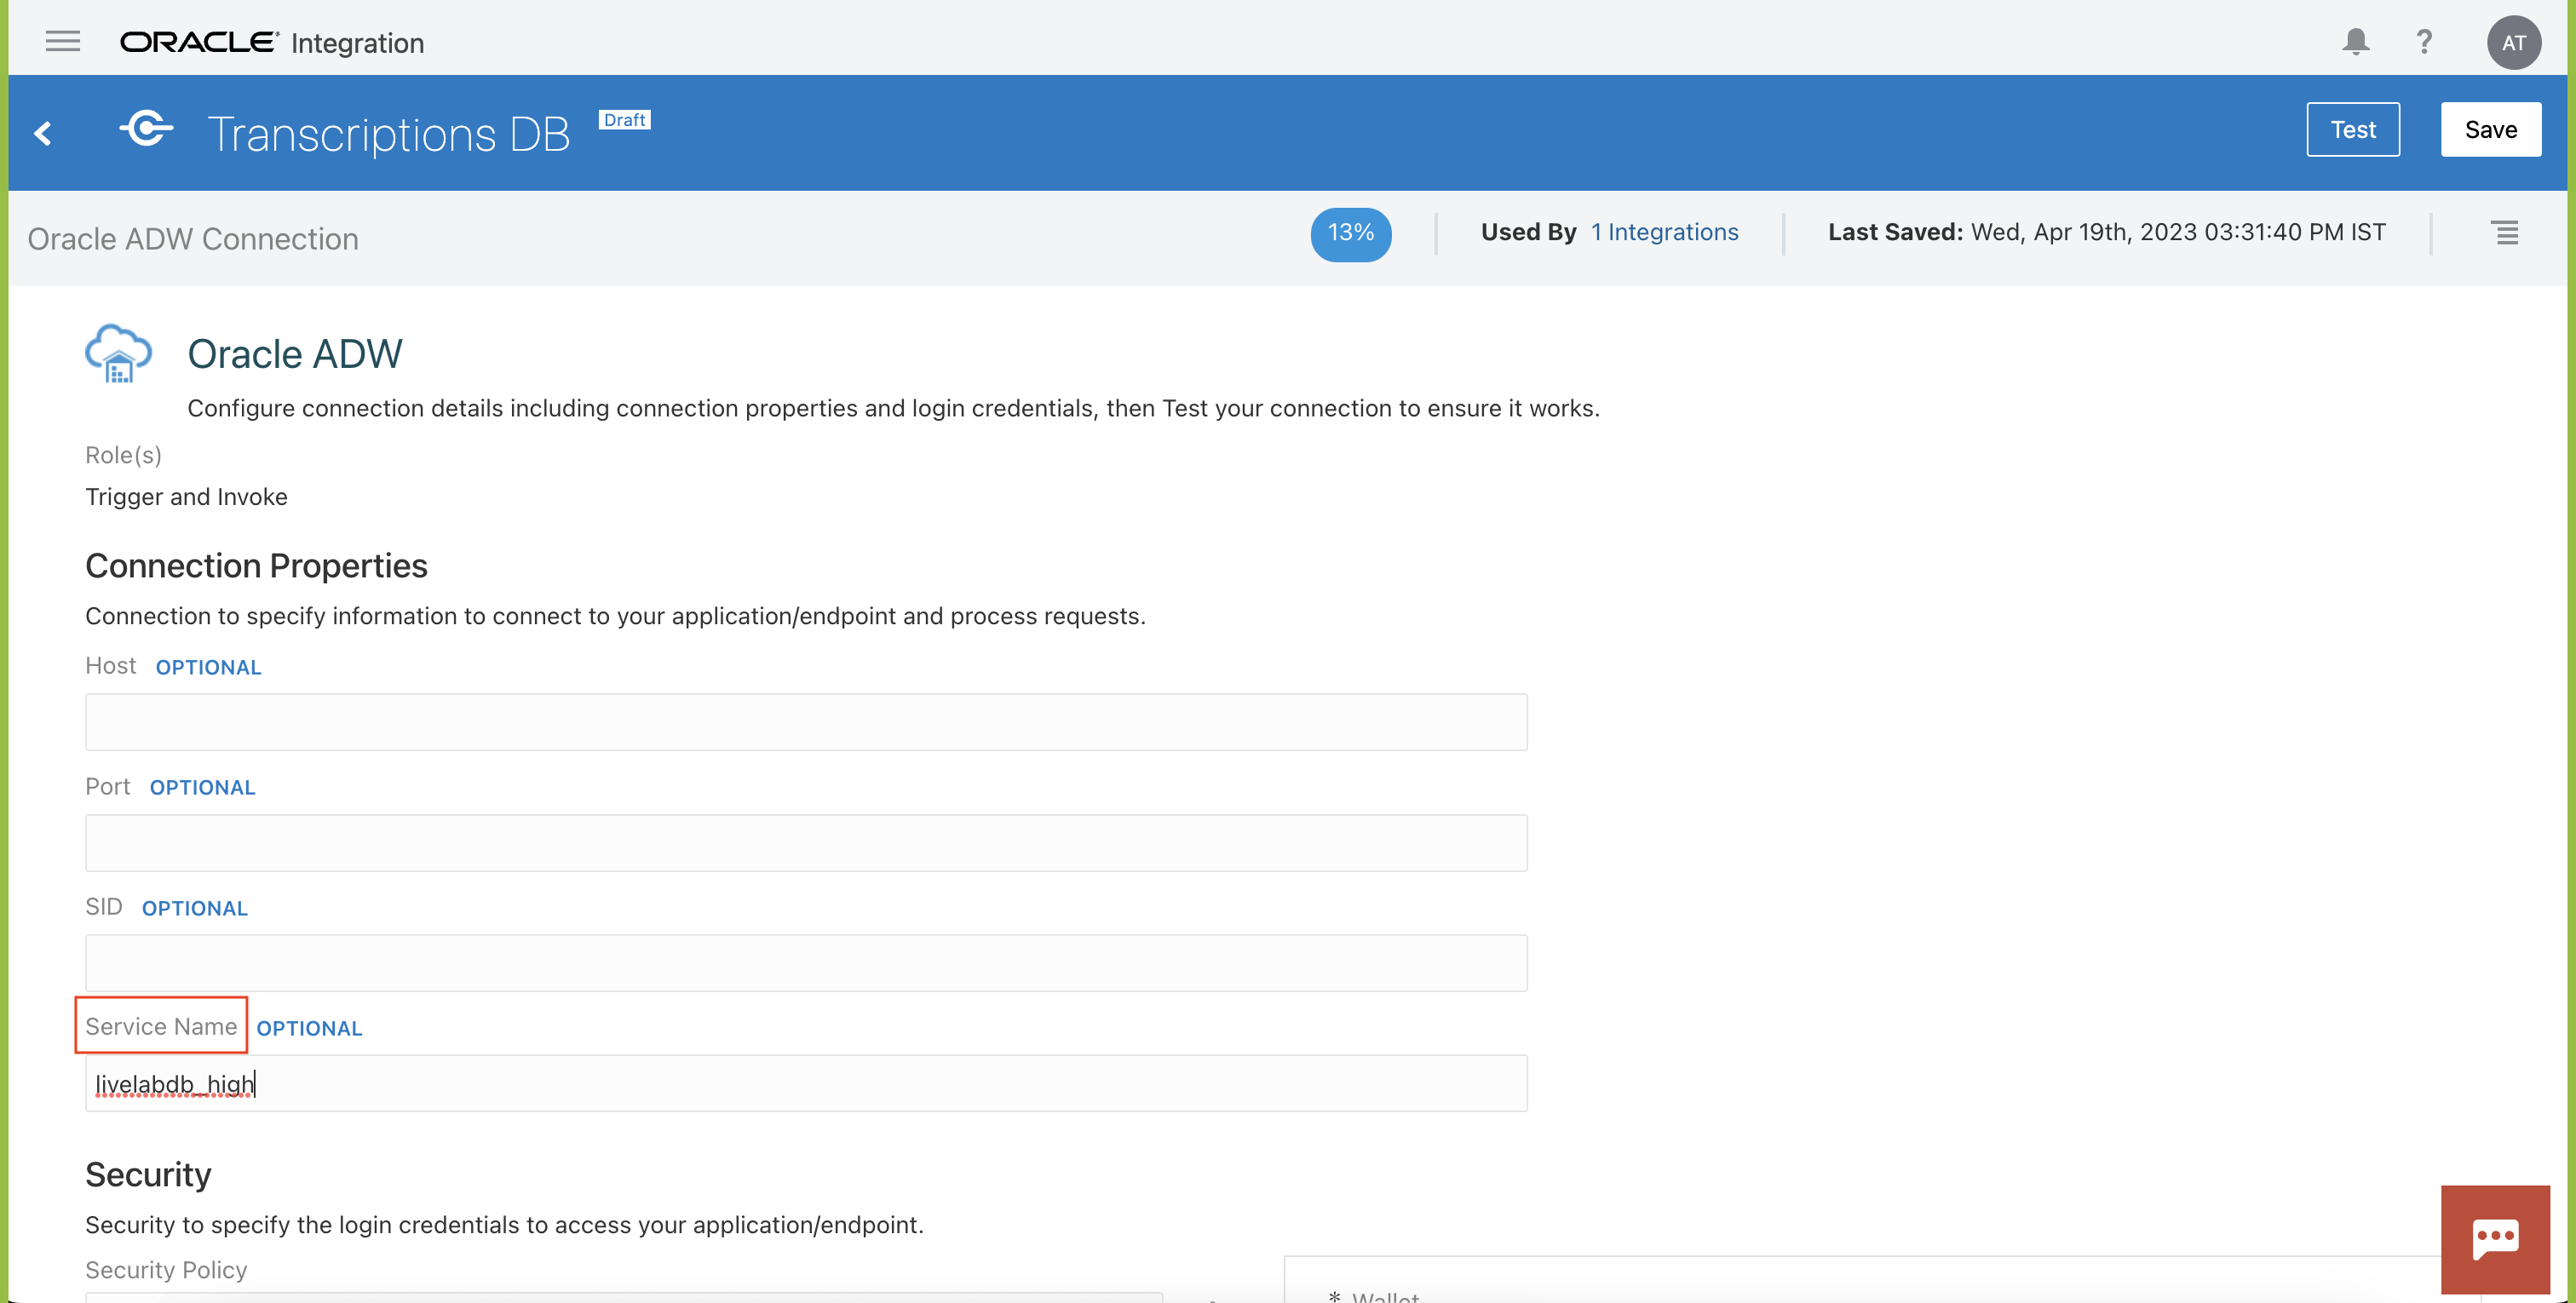 ORACLE Integration
AT
Transcriptions DB Draft
Test
Save
Oracle ADW Connection
13%
Used By 1 Integrations
Last Saved: Wed, Apr 19th, 2023 03:31:40 PM IST
Oracle ADW
Configure connection details including connection properties and login credentials, then Test your connection to ensure it works.
Role(s)
Trigger and Invoke
Connection Properties
Connection to specify information to connect to your application/endpoint and process requests.
Host OPTIONAL
Port OPTIONAL
SID OPTIONAL
Service Name OPTIONAL
livelabdb_high
Security
Security to specify the login credentials to access your application/endpoint.
Security Policy
* Wallet